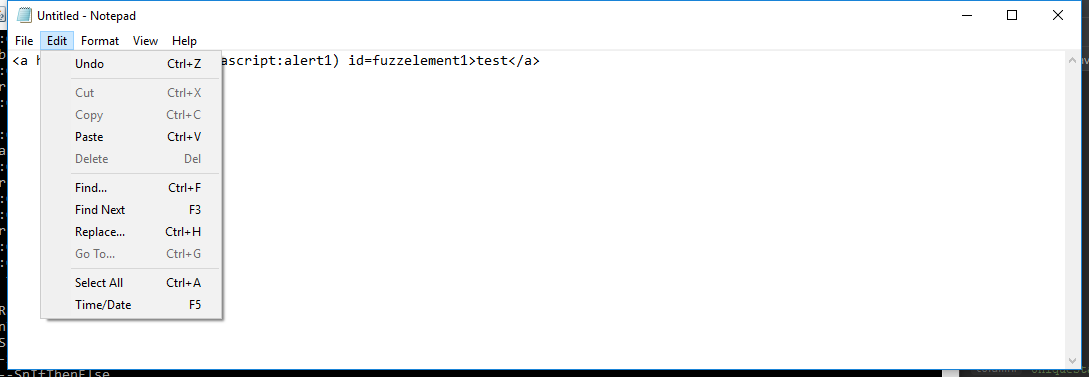 Untitled - Notepad
File Edit Format View Help
<a h ascript:alert1) id=fuzzelement1>test</a>
Undo Ctrl+Z
Cut Ctrl+X
Copy Ctrl+C
Paste Ctrl+V
Delete Del
Find... Ctrl+F
Find Next F3
Replace... Ctrl+H
Go To... Ctrl+G
Select All Ctrl+A
Time/Date F5
--SnIfThenElse